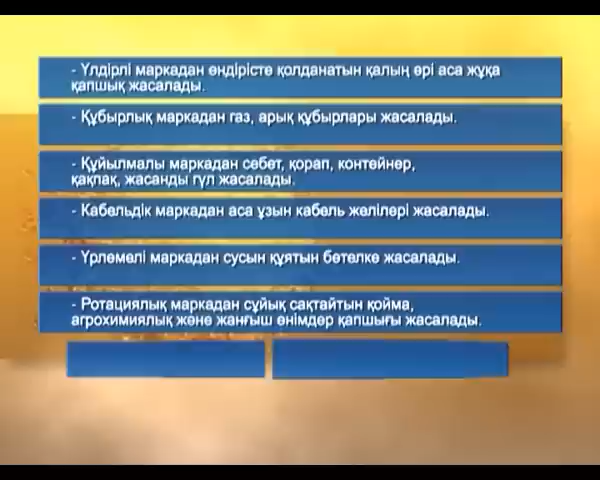 - Үлдірлі маркадан өндірісте қолданатын қалың әрі аса жұқа
қапшық жасалады.
- Құбырлық маркадан газ, арық құбырлары жасалады.
- Құйылмалы маркадан себет, қорап, контейнер,
қақпақ, жасанды гүл жасалады.
- Кабельдік маркадан аса ұзын кабель желілері жасалады.
- Үрлемелі маркадан сусын құятын бөтелке жасалады.
- Ротациялық маркадан сұйық сақтайтын қойма,
агрохимиялық және жанғыш өнімдер қапшығы жасалады.